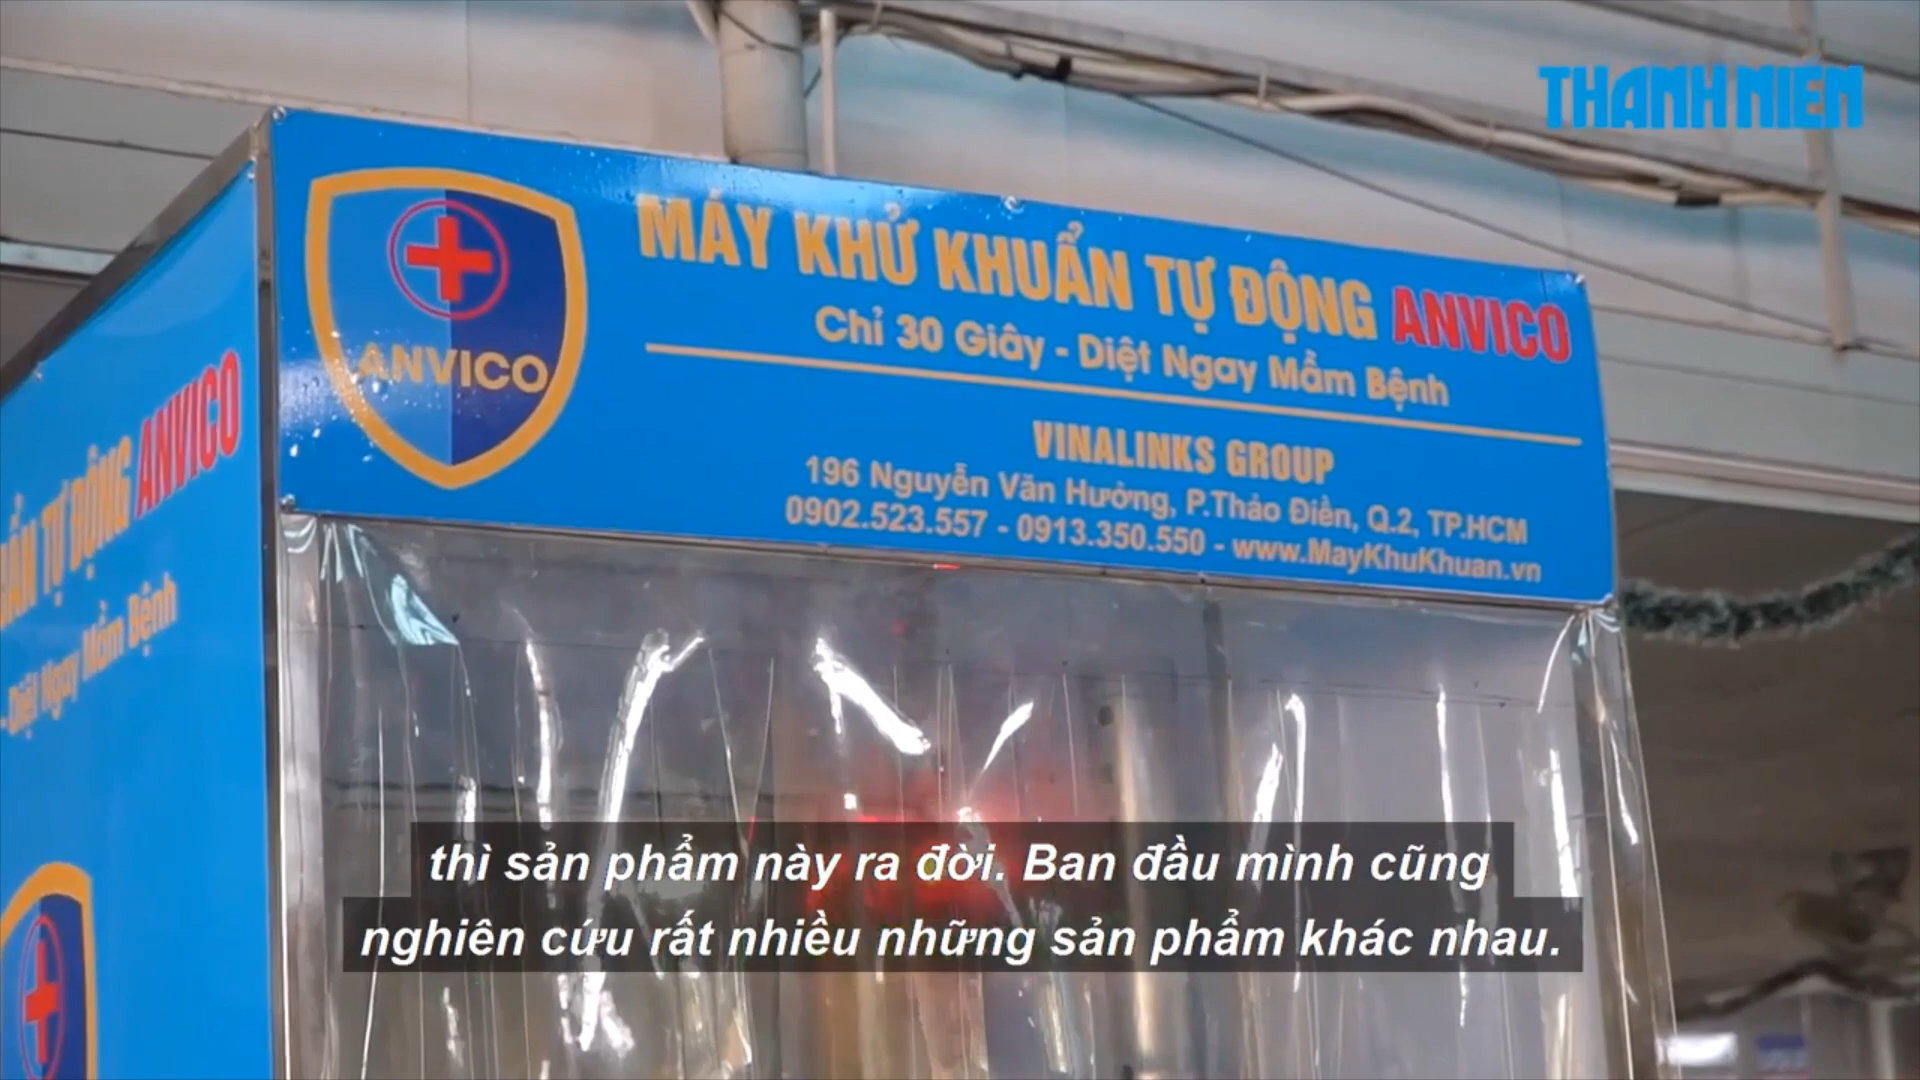 THANH NIÊN
MÁY KHỬ KHUẨN TỰ ĐỘNG ANVICO
Chỉ 30 Giây - Diệt Ngay Mầm Bệnh
ANVICO
VINALINKS GROUP
196 Nguyễn Văn Hưởng, P.Thảo Điền, Q.2, TP.HCM
0902.523.557 - 0913.350.550 - www.MayKhuKhuan.vn
TỰ ĐỘNG ANVICO
- Diệt Ngay Mầm Bệnh
thì sản phẩm này ra đời. Ban đầu mình cũng
nghiên cứu rất nhiều những sản phẩm khác nhau.